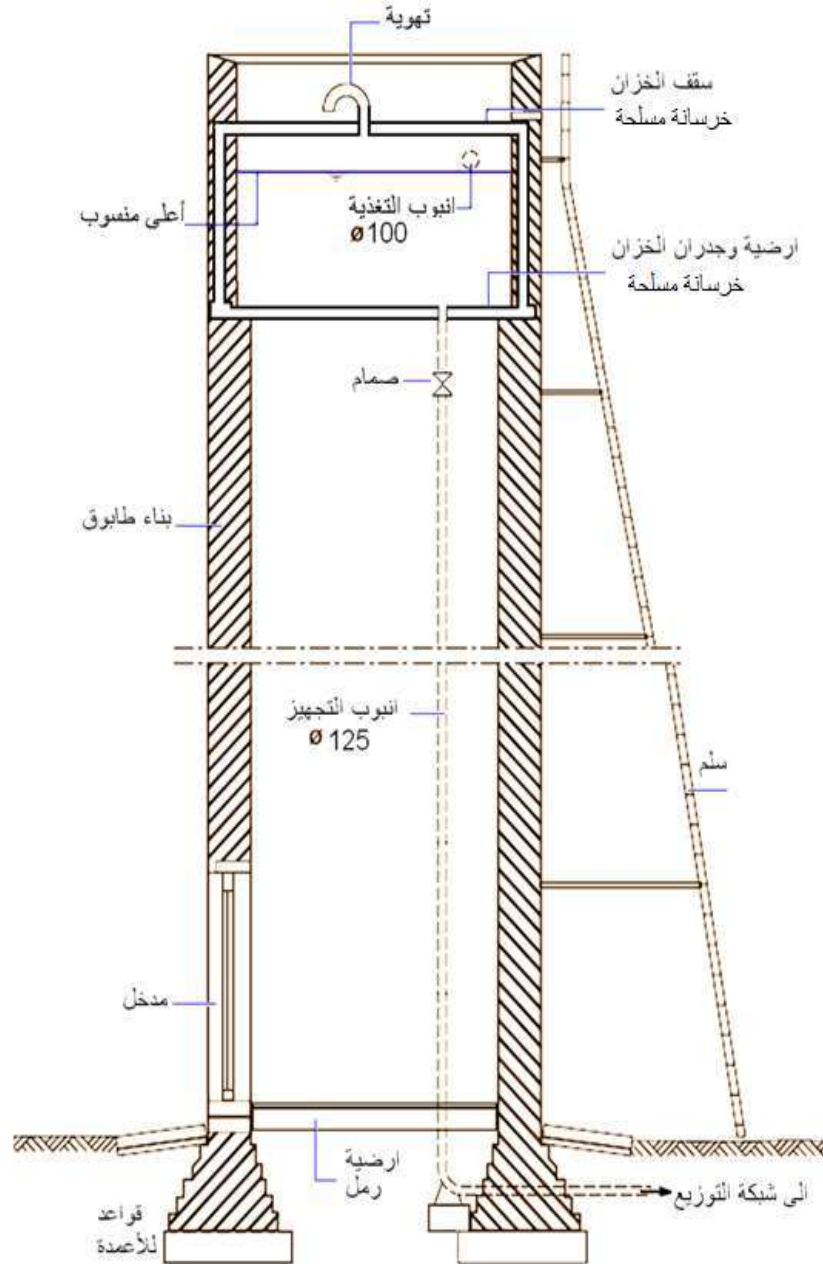 تهوية
سقف الخزان
خرسانة مسلحة
أعلى منسوب
انبوب التغذية
ø100
ارضية وجدران الخزان
خرسانة مسلحة
صمام
بناء طابوق
انبوب التجهيز
ø 125
سلم
مدخل
ارضية
رمل
الى شبكة التوزيع
قواعد
للأعمدة